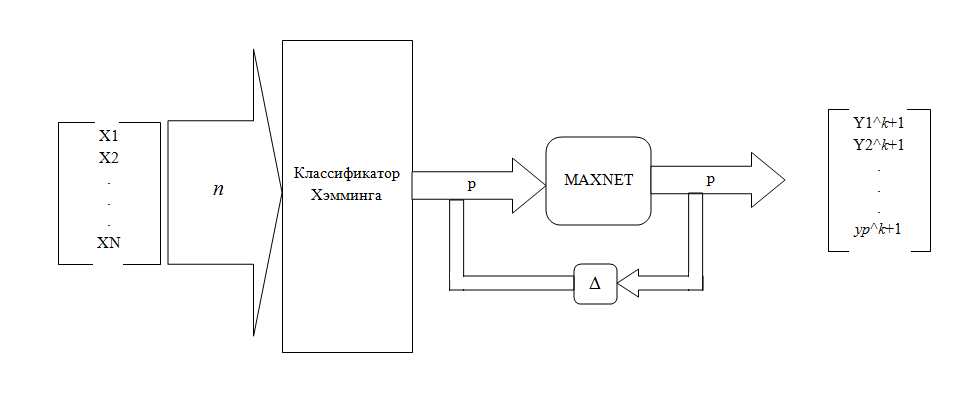 X1
X2
.
.
.
XN
n
Классификатор
Хэмминга
p
MAXNET
p
Δ
Y1^k+1
Y2^k+1
.
.
.
yp^k+1